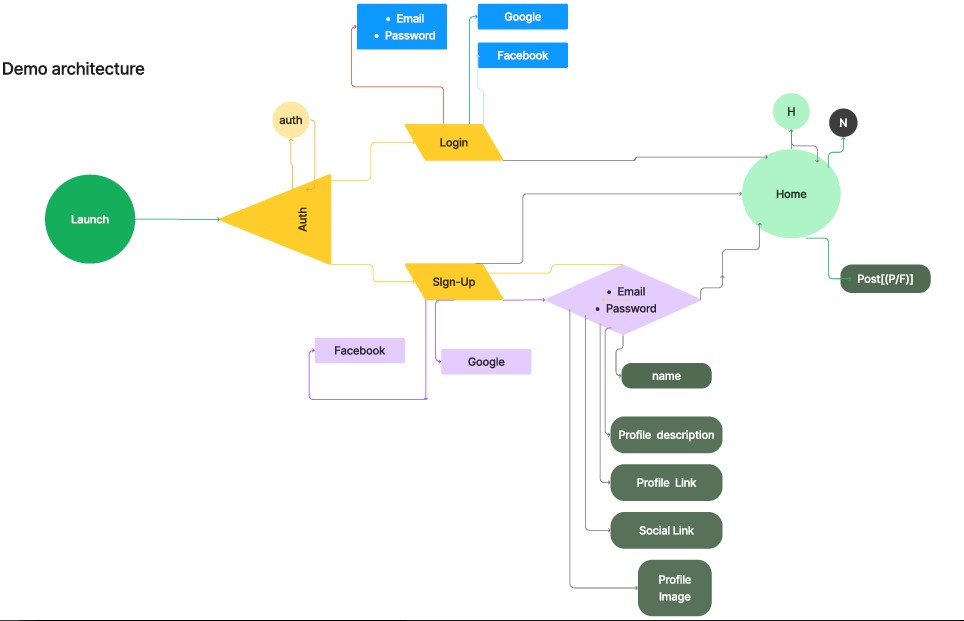 Demo architecture
Email
Password
Google
Facebook
auth
Login
H
N
Launch
Auth
Home
SIgn-Up
Post[(P/F)]
Email
Password
Facebook
Google
name
Profile description
Profile Link
Social Link
Profile
Image